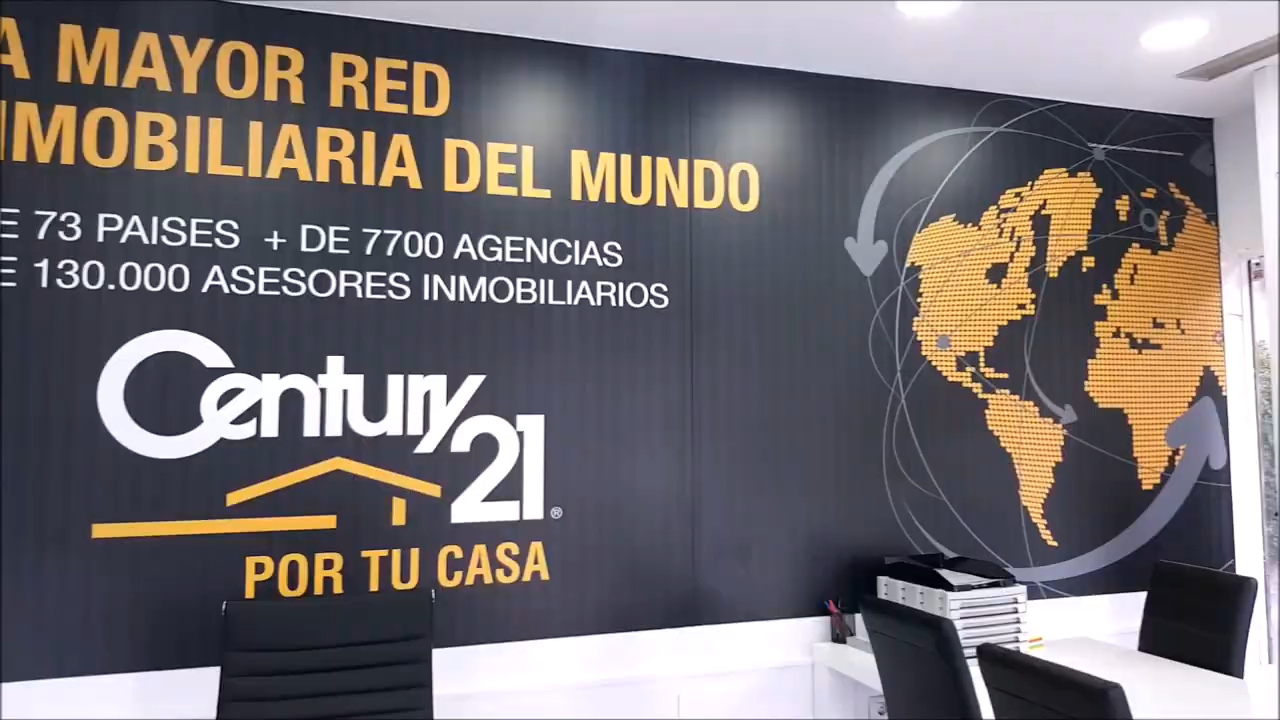 A MAYOR RED
NMOBILIARIA DEL MUNDO
E 73 PAISES + DE 7700 AGENCIAS
E 130.000 ASESORES INMOBILIARIOS
Century
21®
POR TU CASA